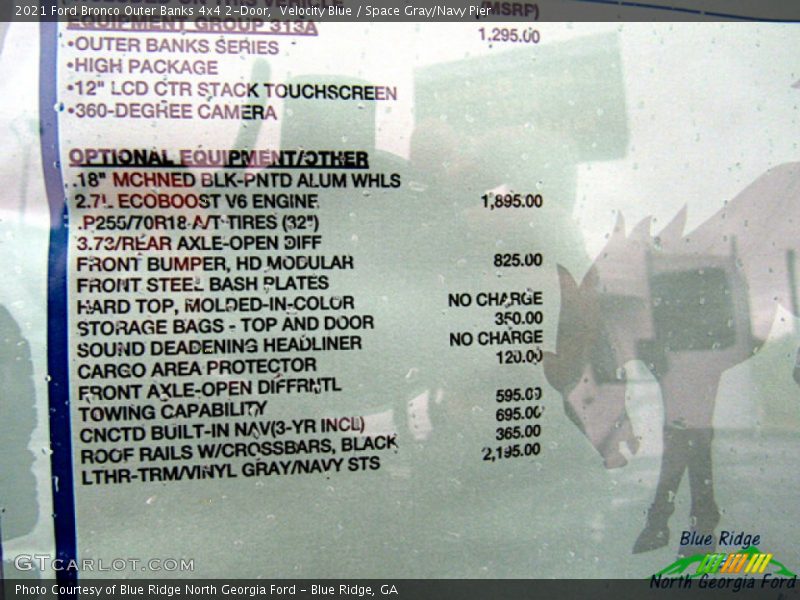 2021 Ford Bronco Outer Banks 4x4 2-Door, Velocity Blue / Space Gray/Navy Pier
VEHICLE (MSRP)
EQUIPMENT GROUP 313A 1,295.00
•OUTER BANKS SERIES
•HIGH PACKAGE
•12" LCD CTR STACK TOUCHSCREEN
•360-DEGREE CAMERA
OPTIONAL EQUIPMENT/OTHER
.18" MCHNED BLK-PNTD ALUM WHLS
2.7L ECOBOOST V6 ENGINE 1,895.00
.P255/70R18 A/T TIRES (32")
3.73/REAR AXLE-OPEN DIFF
FRONT BUMPER, HD MODULAR 825.00
FRONT STEEL BASH PLATES
HARD TOP, MOLDED-IN-COLOR NO CHARGE
STORAGE BAGS - TOP AND DOOR 350.00
SOUND DEADENING HEADLINER NO CHARGE
CARGO AREA PROTECTOR 120.00
FRONT AXLE-OPEN DIFFRNTL
TOWING CAPABILITY 595.00
CNCTD BUILT-IN NAV(3-YR INCL) 695.00
ROOF RAILS W/CROSSBARS, BLACK 365.00
LTHR-TRM/VINYL GRAY/NAVY STS 2,195.00
GTCARLOT.COM
Blue Ridge
North Georgia Ford
Photo Courtesy of Blue Ridge North Georgia Ford - Blue Ridge, GA